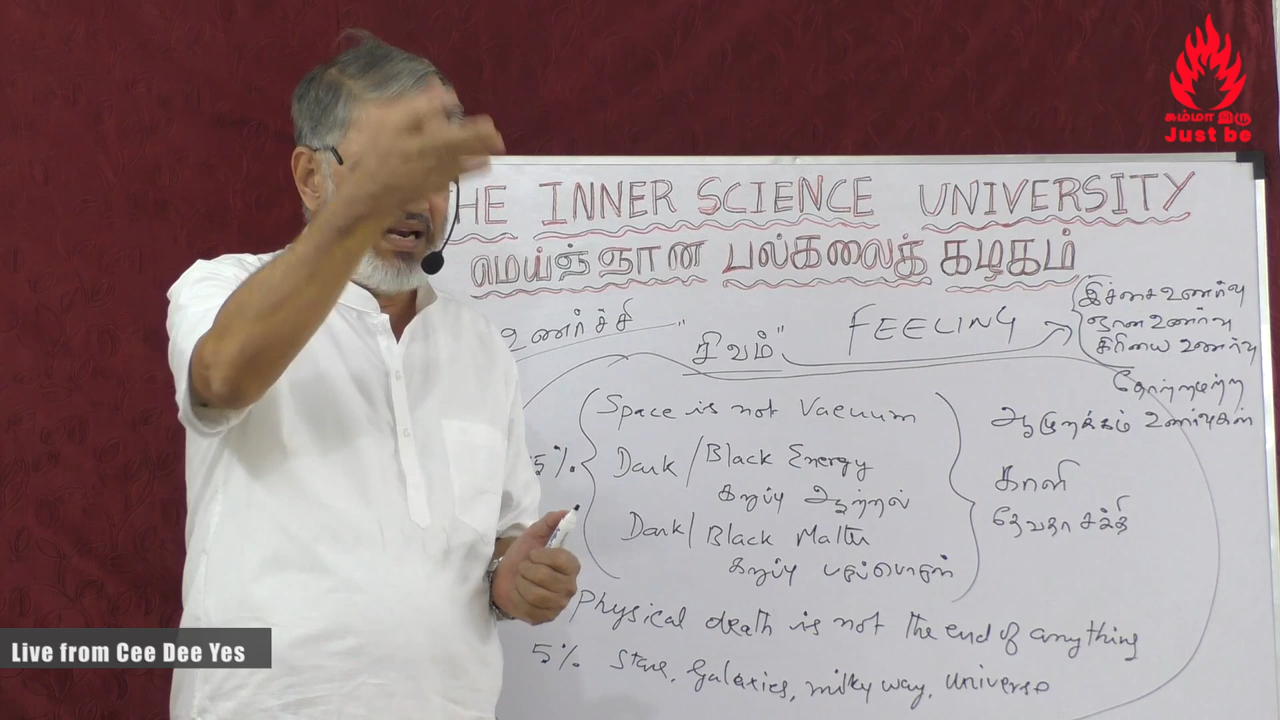 சும்மா இரு
Just be
HE INNER SCIENCE UNIVERSITY
மெய்ஞ்ஞான பல்கலைக் கழகம்
உணர்ச்சி
"சிவம்"
FEELING
இச்சை உணர்வு
ஞான உணர்வு
கிரியை உணர்வு
தோற்றமற்ற
ஆழுறக்கம் உணர்வுகள்
Space is not Vacuum
5%
Dark / Black Energy
கறுப்பு ஆற்றல்
Dark / Black Matter
கறுப்பு பருப்பொருள்
காளி
தேவதா சக்தி
Physical death is not the end of anything
5% Stars, Galaxies, milky way, universe
Live from Cee Dee Yes